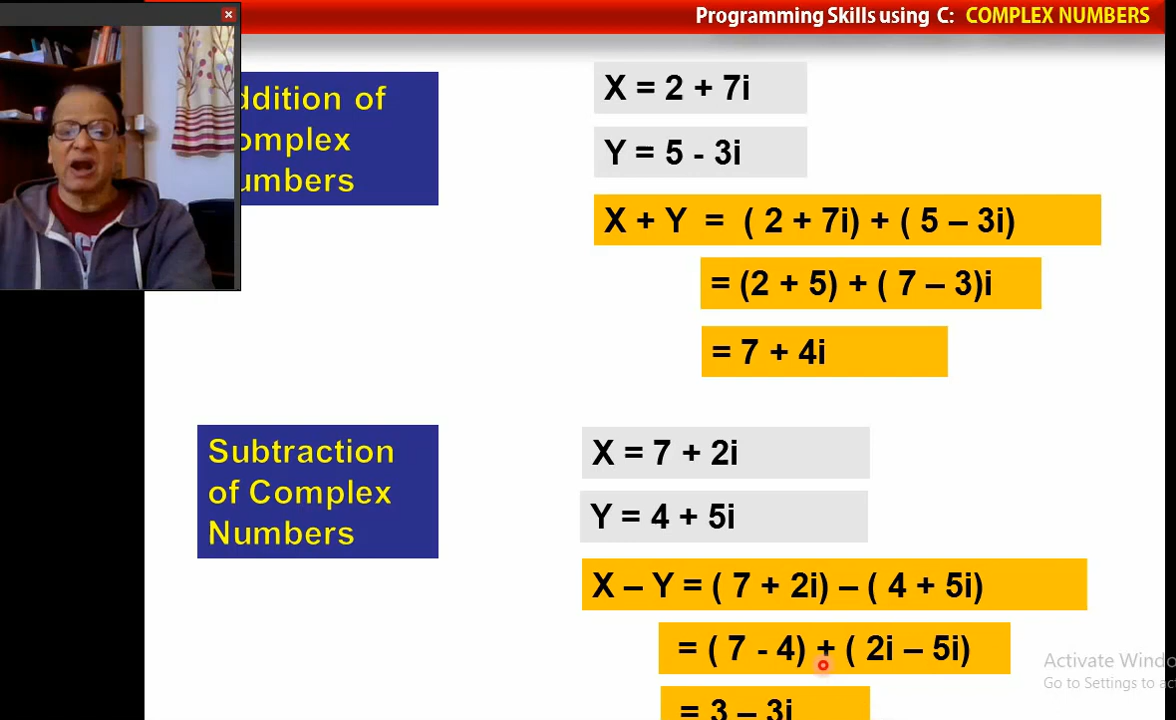 Programming Skills using C: COMPLEX NUMBERS
ddition of
omplex
umbers
X = 2 + 7i
Y = 5 - 3i
X + Y = ( 2 + 7i) + ( 5 – 3i)
= (2 + 5) + ( 7 – 3)i
= 7 + 4i
Subtraction
of Complex
Numbers
X = 7 + 2i
Y = 4 + 5i
X – Y = ( 7 + 2i) – ( 4 + 5i)
= ( 7 - 4) + ( 2i – 5i)
= 3 – 3i
Activate Windo
Go to Settings to ac